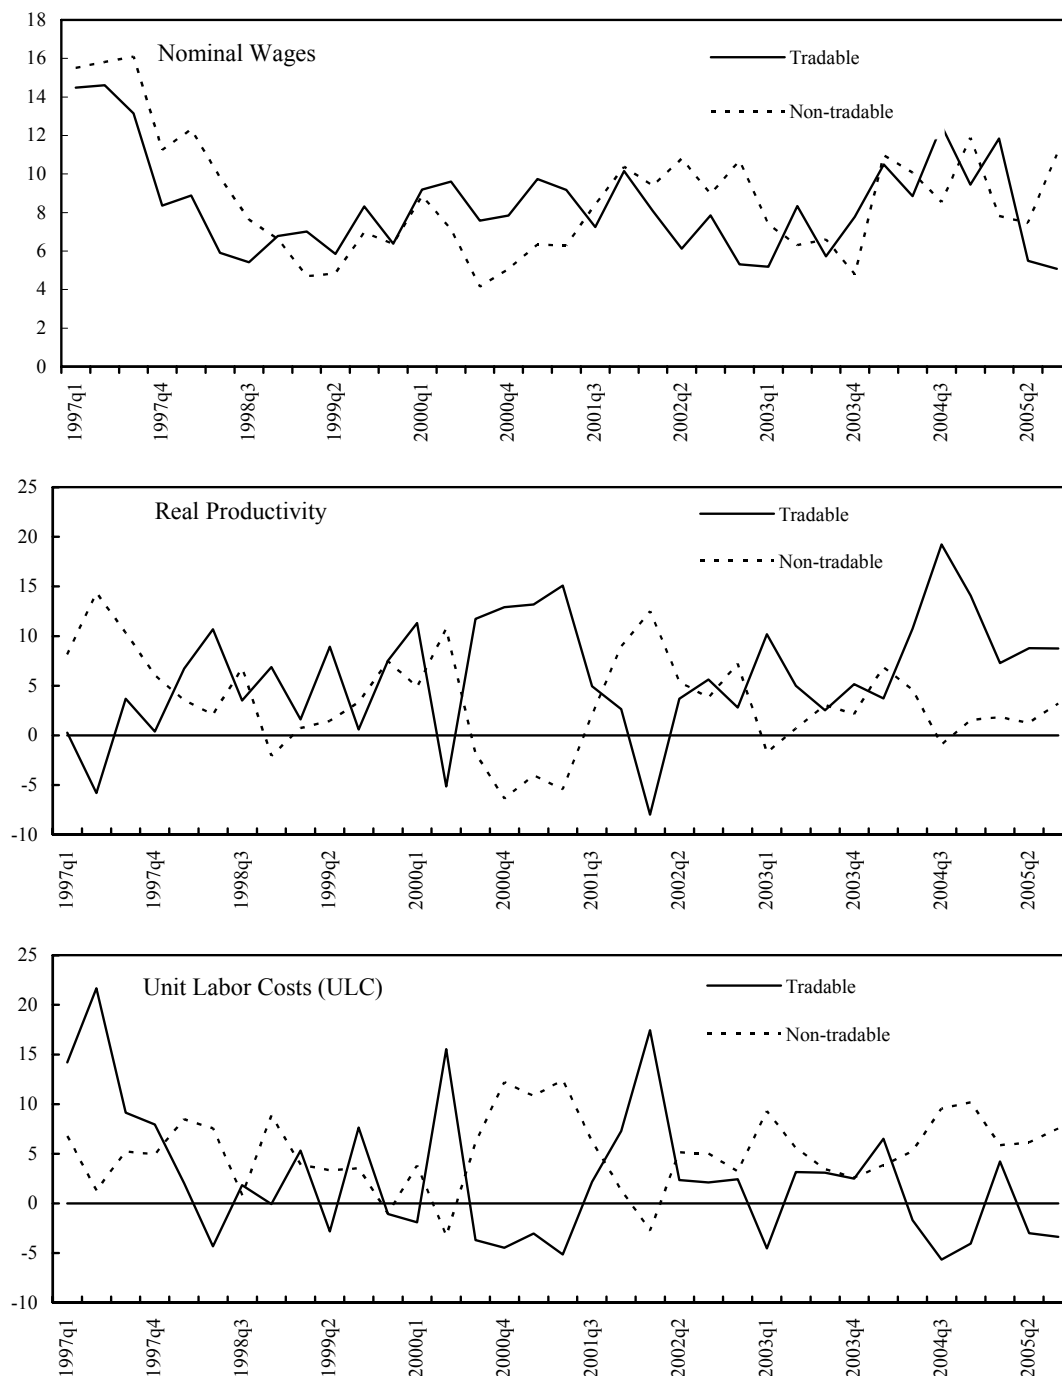 18
16
14
12
10
8
6
4
2
0
Nominal Wages
Tradable
Non-tradable
1997q1
1997q4
1998q3
1999q2
2000q1
2000q4
2001q3
2002q2
2003q1
2003q4
2004q3
2005q2
25
20
15
10
5
0
-5
-10
Real Productivity
Tradable
Non-tradable
1997q1
1997q4
1998q3
1999q2
2000q1
2000q4
2001q3
2002q2
2003q1
2003q4
2004q3
2005q2
25
20
15
10
5
0
-5
-10
Unit Labor Costs (ULC)
Tradable
Non-tradable
1997q1
1997q4
1998q3
1999q2
2000q1
2000q4
2001q3
2002q2
2003q1
2003q4
2004q3
2005q2